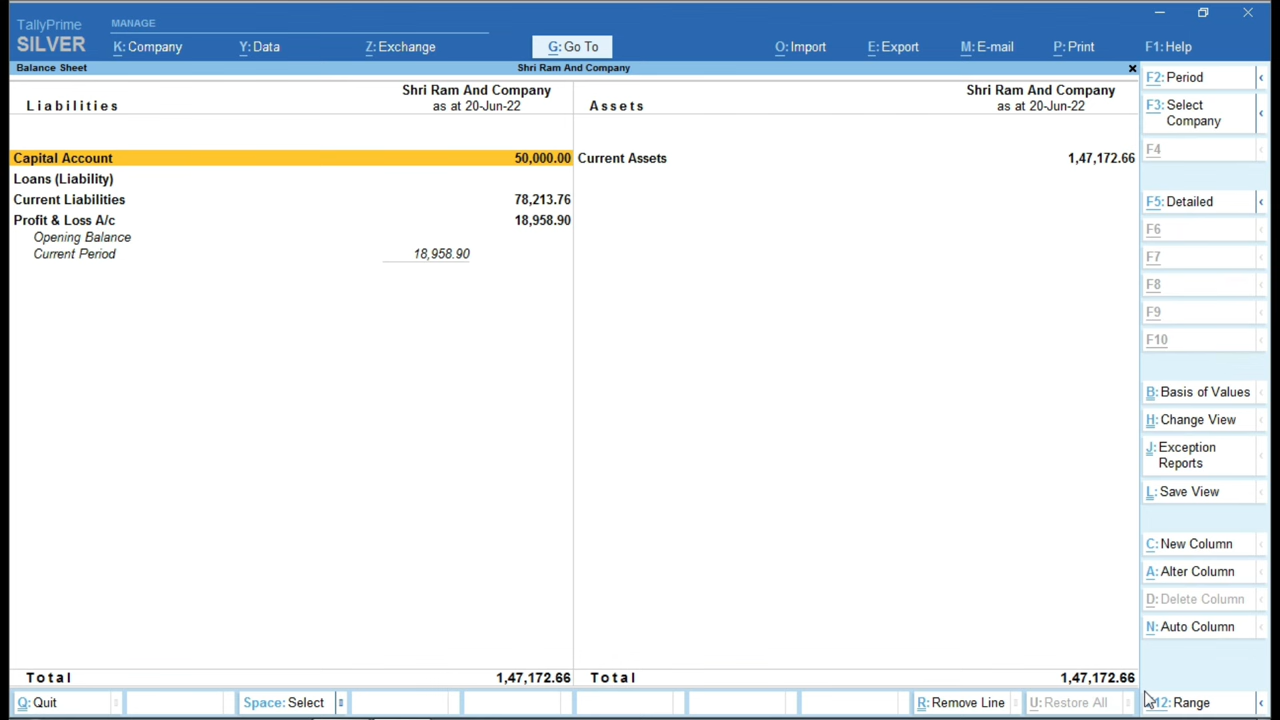 TallyPrime
SILVER
MANAGE
K: Company
Y: Data
Z: Exchange
G: Go To
O: Import
E: Export
M: E-mail
P: Print
F1: Help
Balance Sheet
Shri Ram And Company
Liabilities
Shri Ram And Company
as at 20-Jun-22
Assets
Shri Ram And Company
as at 20-Jun-22
Capital Account 50,000.00
Current Assets 1,47,172.66
Loans (Liability)
Current Liabilities 78,213.76
Profit & Loss A/c 18,958.90
Opening Balance
Current Period 18,958.90
Total 1,47,172.66
Total 1,47,172.66
F2: Period
F3: Select
Company
F4
F5: Detailed
F6
F7
F8
F9
F10
B: Basis of Values
H: Change View
J: Exception
Reports
L: Save View
C: New Column
A: Alter Column
D: Delete Column
N: Auto Column
Q: Quit
Space: Select
R: Remove Line
U: Restore All
12: Range